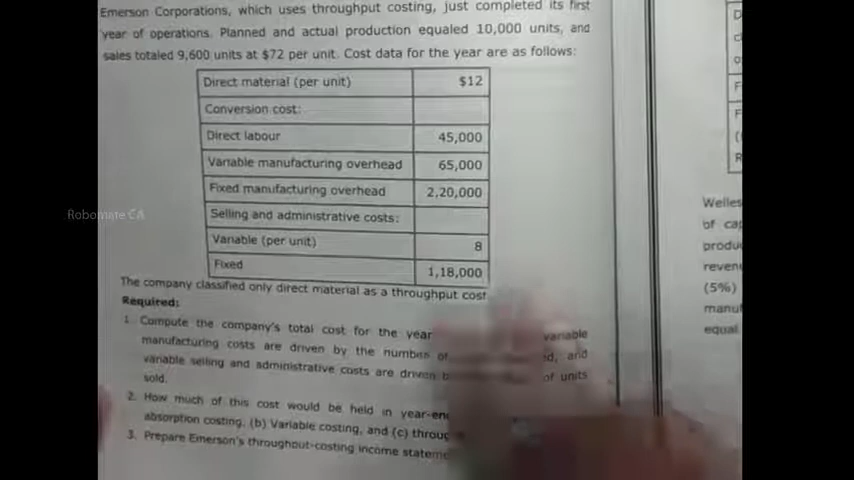 Emerson Corporations, which uses throughput costing, just completed its first
year of operations. Planned and actual production equaled 10,000 units, and
sales totaled 9,600 units at $72 per unit. Cost data for the year are as follows:
Direct material (per unit) $12
Conversion cost:
Direct labour 45,000
Variable manufacturing overhead 65,000
Fixed manufacturing overhead 2,20,000
Selling and administrative costs:
Variable (per unit) 8
Fixed 1,18,000
The company classified only direct material as a throughput cost
Required:
1. Compute the company's total cost for the year variable
manufacturing costs are driven by the number of and
variable selling and administrative costs are driven of units
sold.
2. How much of this cost would be held in
absorption costing, (b) Variable costing, and (c)
3. Prepare Emerson's throughout-costing income
Robomate CA
Welles
of cap
produ
reven
(5%)
manuf
equal